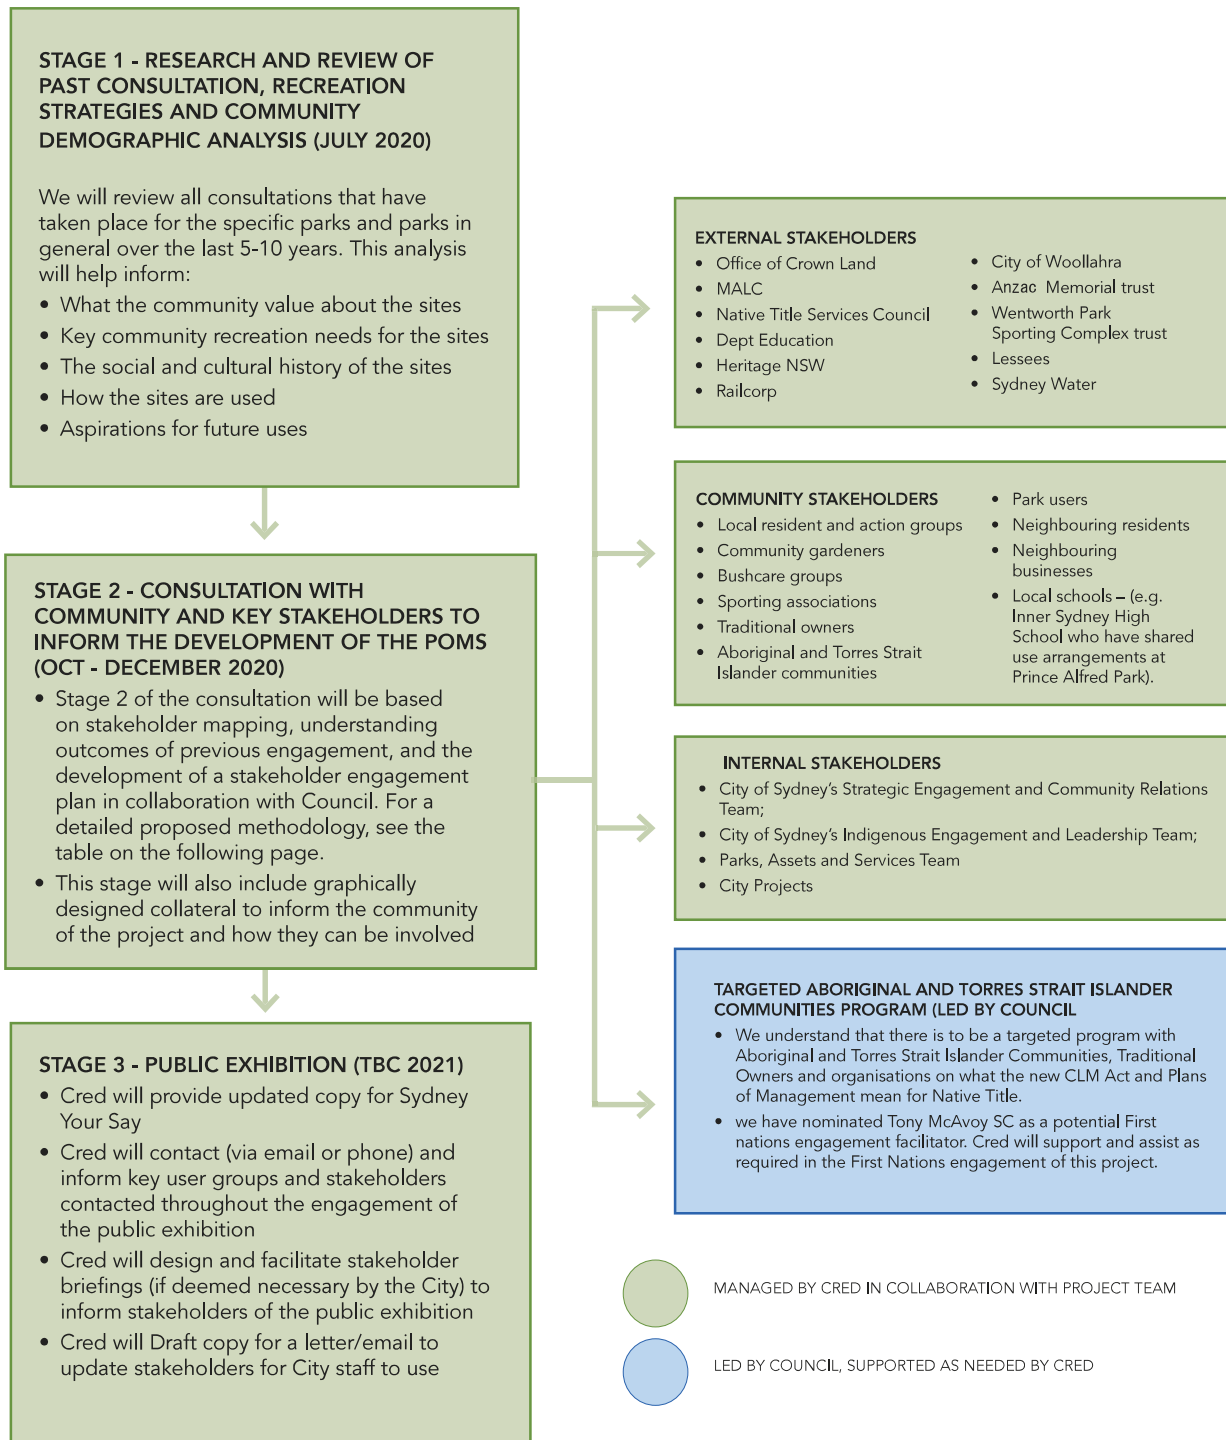 STAGE 1 - RESEARCH AND REVIEW OF
PAST CONSULTATION, RECREATION
STRATEGIES AND COMMUNITY
DEMOGRAPHIC ANALYSIS (JULY 2020)
We will review all consultations that have
taken place for the specific parks and parks in
general over the last 5-10 years. This analysis
will help inform:
• What the community value about the sites
• Key community recreation needs for the sites
• The social and cultural history of the sites
• How the sites are used
• Aspirations for future uses
STAGE 2 - CONSULTATION WITH
COMMUNITY AND KEY STAKEHOLDERS TO
INFORM THE DEVELOPMENT OF THE POMS
(OCT - DECEMBER 2020)
• Stage 2 of the consultation will be based
on stakeholder mapping, understanding
outcomes of previous engagement, and the
development of a stakeholder engagement
plan in collaboration with Council. For a
detailed proposed methodology, see the
table on the following page.
• This stage will also include graphically
designed collateral to inform the community
of the project and how they can be involved
STAGE 3 - PUBLIC EXHIBITION (TBC 2021)
• Cred will provide updated copy for Sydney
Your Say
• Cred will contact (via email or phone) and
inform key user groups and stakeholders
contacted throughout the engagement of
the public exhibition
• Cred will design and facilitate stakeholder
briefings (if deemed necessary by the City) to
inform stakeholders of the public exhibition
• Cred will Draft copy for a letter/email to
update stakeholders for City staff to use
EXTERNAL STAKEHOLDERS
• Office of Crown Land
• MALC
• Native Title Services Council
• Dept Education
• Heritage NSW
• Railcorp
• City of Woollahra
• Anzac Memorial trust
• Wentworth Park
Sporting Complex trust
• Lessees
• Sydney Water
COMMUNITY STAKEHOLDERS
• Local resident and action groups
• Community gardeners
• Bushcare groups
• Sporting associations
• Traditional owners
• Aboriginal and Torres Strait
Islander communities
• Park users
• Neighbouring residents
• Neighbouring
businesses
• Local schools – (e.g.
Inner Sydney High
School who have shared
use arrangements at
Prince Alfred Park).
INTERNAL STAKEHOLDERS
• City of Sydney's Strategic Engagement and Community Relations
Team;
• City of Sydney's Indigenous Engagement and Leadership Team;
• Parks, Assets and Services Team
• City Projects
TARGETED ABORIGINAL AND TORRES STRAIT ISLANDER
COMMUNITIES PROGRAM (LED BY COUNCIL
• We understand that there is to be a targeted program with
Aboriginal and Torres Strait Islander Communities, Traditional
Owners and organisations on what the new CLM Act and Plans
of Management mean for Native Title.
• we have nominated Tony McAvoy SC as a potential First
nations engagement facilitator. Cred will support and assist as
required in the First Nations engagement of this project.
MANAGED BY CRED IN COLLABORATION WITH PROJECT TEAM
LED BY COUNCIL, SUPPORTED AS NEEDED BY CRED